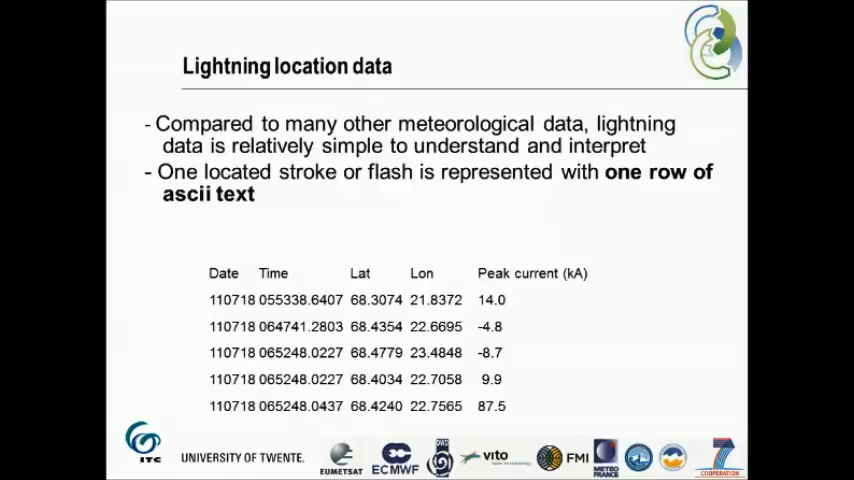 Lightning location data
- Compared to many other meteorological data, lightning
data is relatively simple to understand and interpret
- One located stroke or flash is represented with one row of
ascii text
Date Time Lat Lon Peak current (kA)
110718 055338.6407 68.3074 21.8372 14.0
110718 064741.2803 68.4354 22.6695 -4.8
110718 065248.0227 68.4779 23.4848 -8.7
110718 065248.0227 68.4034 22.7058 9.9
110718 065248.0437 68.4240 22.7565 87.5
ITC
UNIVERSITY OF TWENTE.
EUMETSAT
ECMWF
DWD
vito
FMI
METEO FRANCE
7
COOPERATION